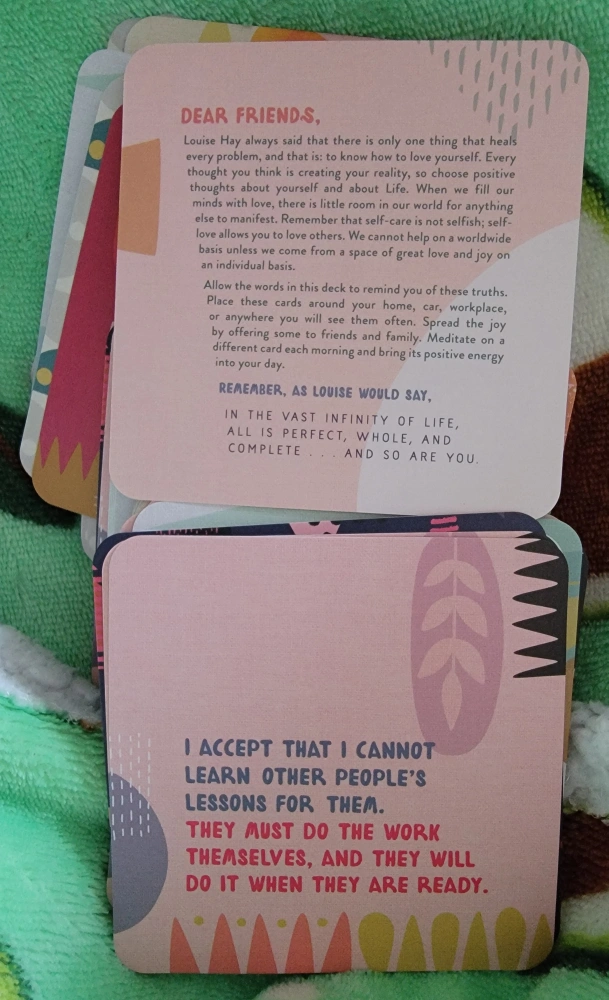 DEAR FRIENDS,
Louise Hay always said that there is only one thing that heals
every problem, and that is: to know how to love yourself. Every
thought you think is creating your reality, so choose positive
thoughts about yourself and about Life. When we fill our
minds with love, there is little room in our world for anything
else to manifest. Remember that self-care is not selfish; self-
love allows you to love others. We cannot help on a worldwide
basis unless we come from a space of great love and joy on
an individual basis.
Allow the words in this deck to remind you of these truths.
Place these cards around your home, car, workplace,
or anywhere you will see them often. Spread the joy
by offering some to friends and family. Meditate on a
different card each morning and bring its positive energy
into your day.
REMEMBER, AS LOUISE WOULD SAY,
IN THE VAST INFINITY OF LIFE,
ALL IS PERFECT, WHOLE, AND
COMPLETE . . . AND SO ARE YOU.
I ACCEPT THAT I CANNOT
LEARN OTHER PEOPLE'S
LESSONS FOR THEM.
THEY MUST DO THE WORK
THEMSELVES, AND THEY WILL
DO IT WHEN THEY ARE READY.